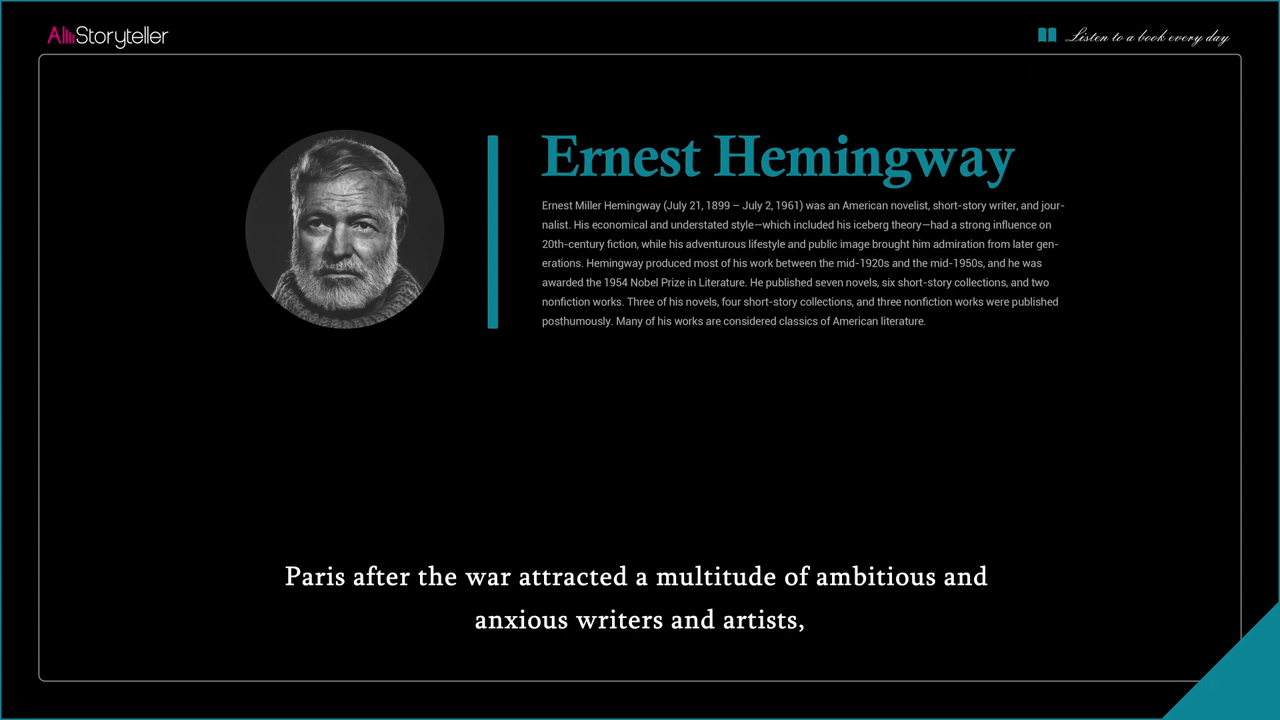 AllStoryteller
Listen to a book every day
Ernest Hemingway
Ernest Miller Hemingway (July 21, 1899 – July 2, 1961) was an American novelist, short-story writer, and jour-
nalist. His economical and understated style—which included his iceberg theory—had a strong influence on
20th-century fiction, while his adventurous lifestyle and public image brought him admiration from later gen-
erations. Hemingway produced most of his work between the mid-1920s and the mid-1950s, and he was
awarded the 1954 Nobel Prize in Literature. He published seven novels, six short-story collections, and two
nonfiction works. Three of his novels, four short-story collections, and three nonfiction works were published
posthumously. Many of his works are considered classics of American literature.
Paris after the war attracted a multitude of ambitious and
anxious writers and artists,